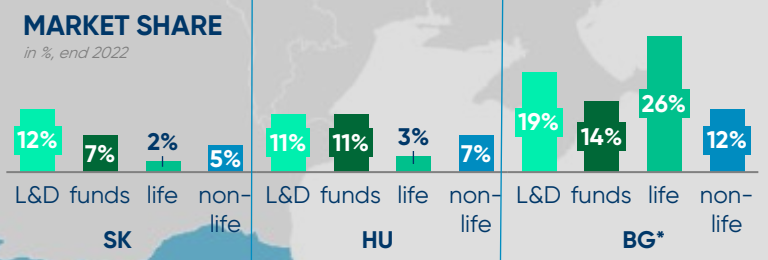 MARKET SHARE
in %, end 2022
12% 7% 2% 5% 11% 11% 3% 7% 19% 14% 26% 12%
L&D funds life non-life L&D funds life non-life L&D funds life non-life
SK HU BG*